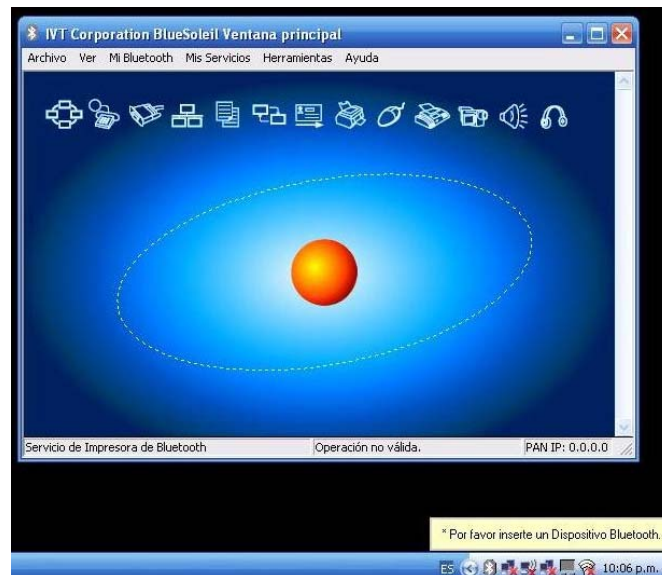 IVT Corporation BlueSoleil Ventana principal
Archivo Ver Mi Bluetooth Mis Servicios Herramientas Ayuda
Servicio de Impresora de Bluetooth Operación no válida. PAN IP: 0.0.0.0
* Por favor inserte un Dispositivo Bluetooth.
ES 10:06 p.m.